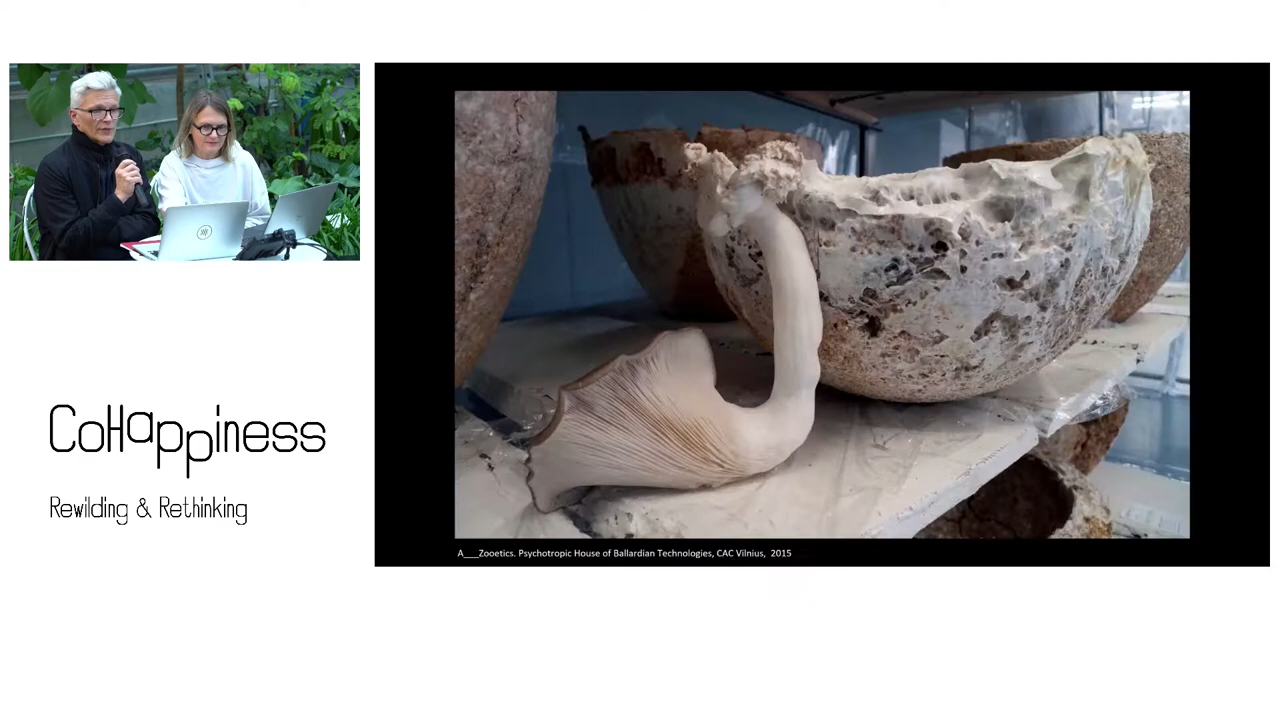 CoHappiness
Rewilding & Rethinking
A___Zooetics. Psychotropic House of Ballardian Technologies, CAC Vilnius, 2015